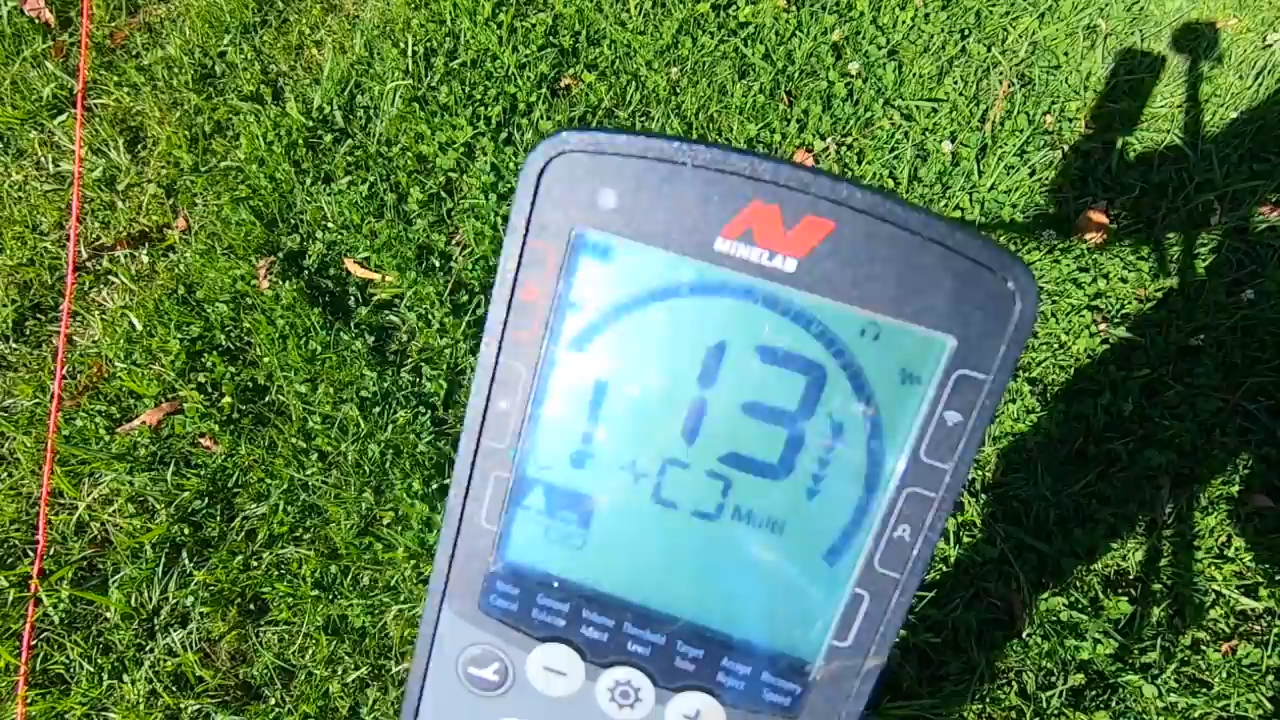 MINELAB
13
Multi
Noise Cancel
Ground Balance
Volume Adjust
Threshold Level
Target Tone
Accept Reject
Recovery Speed